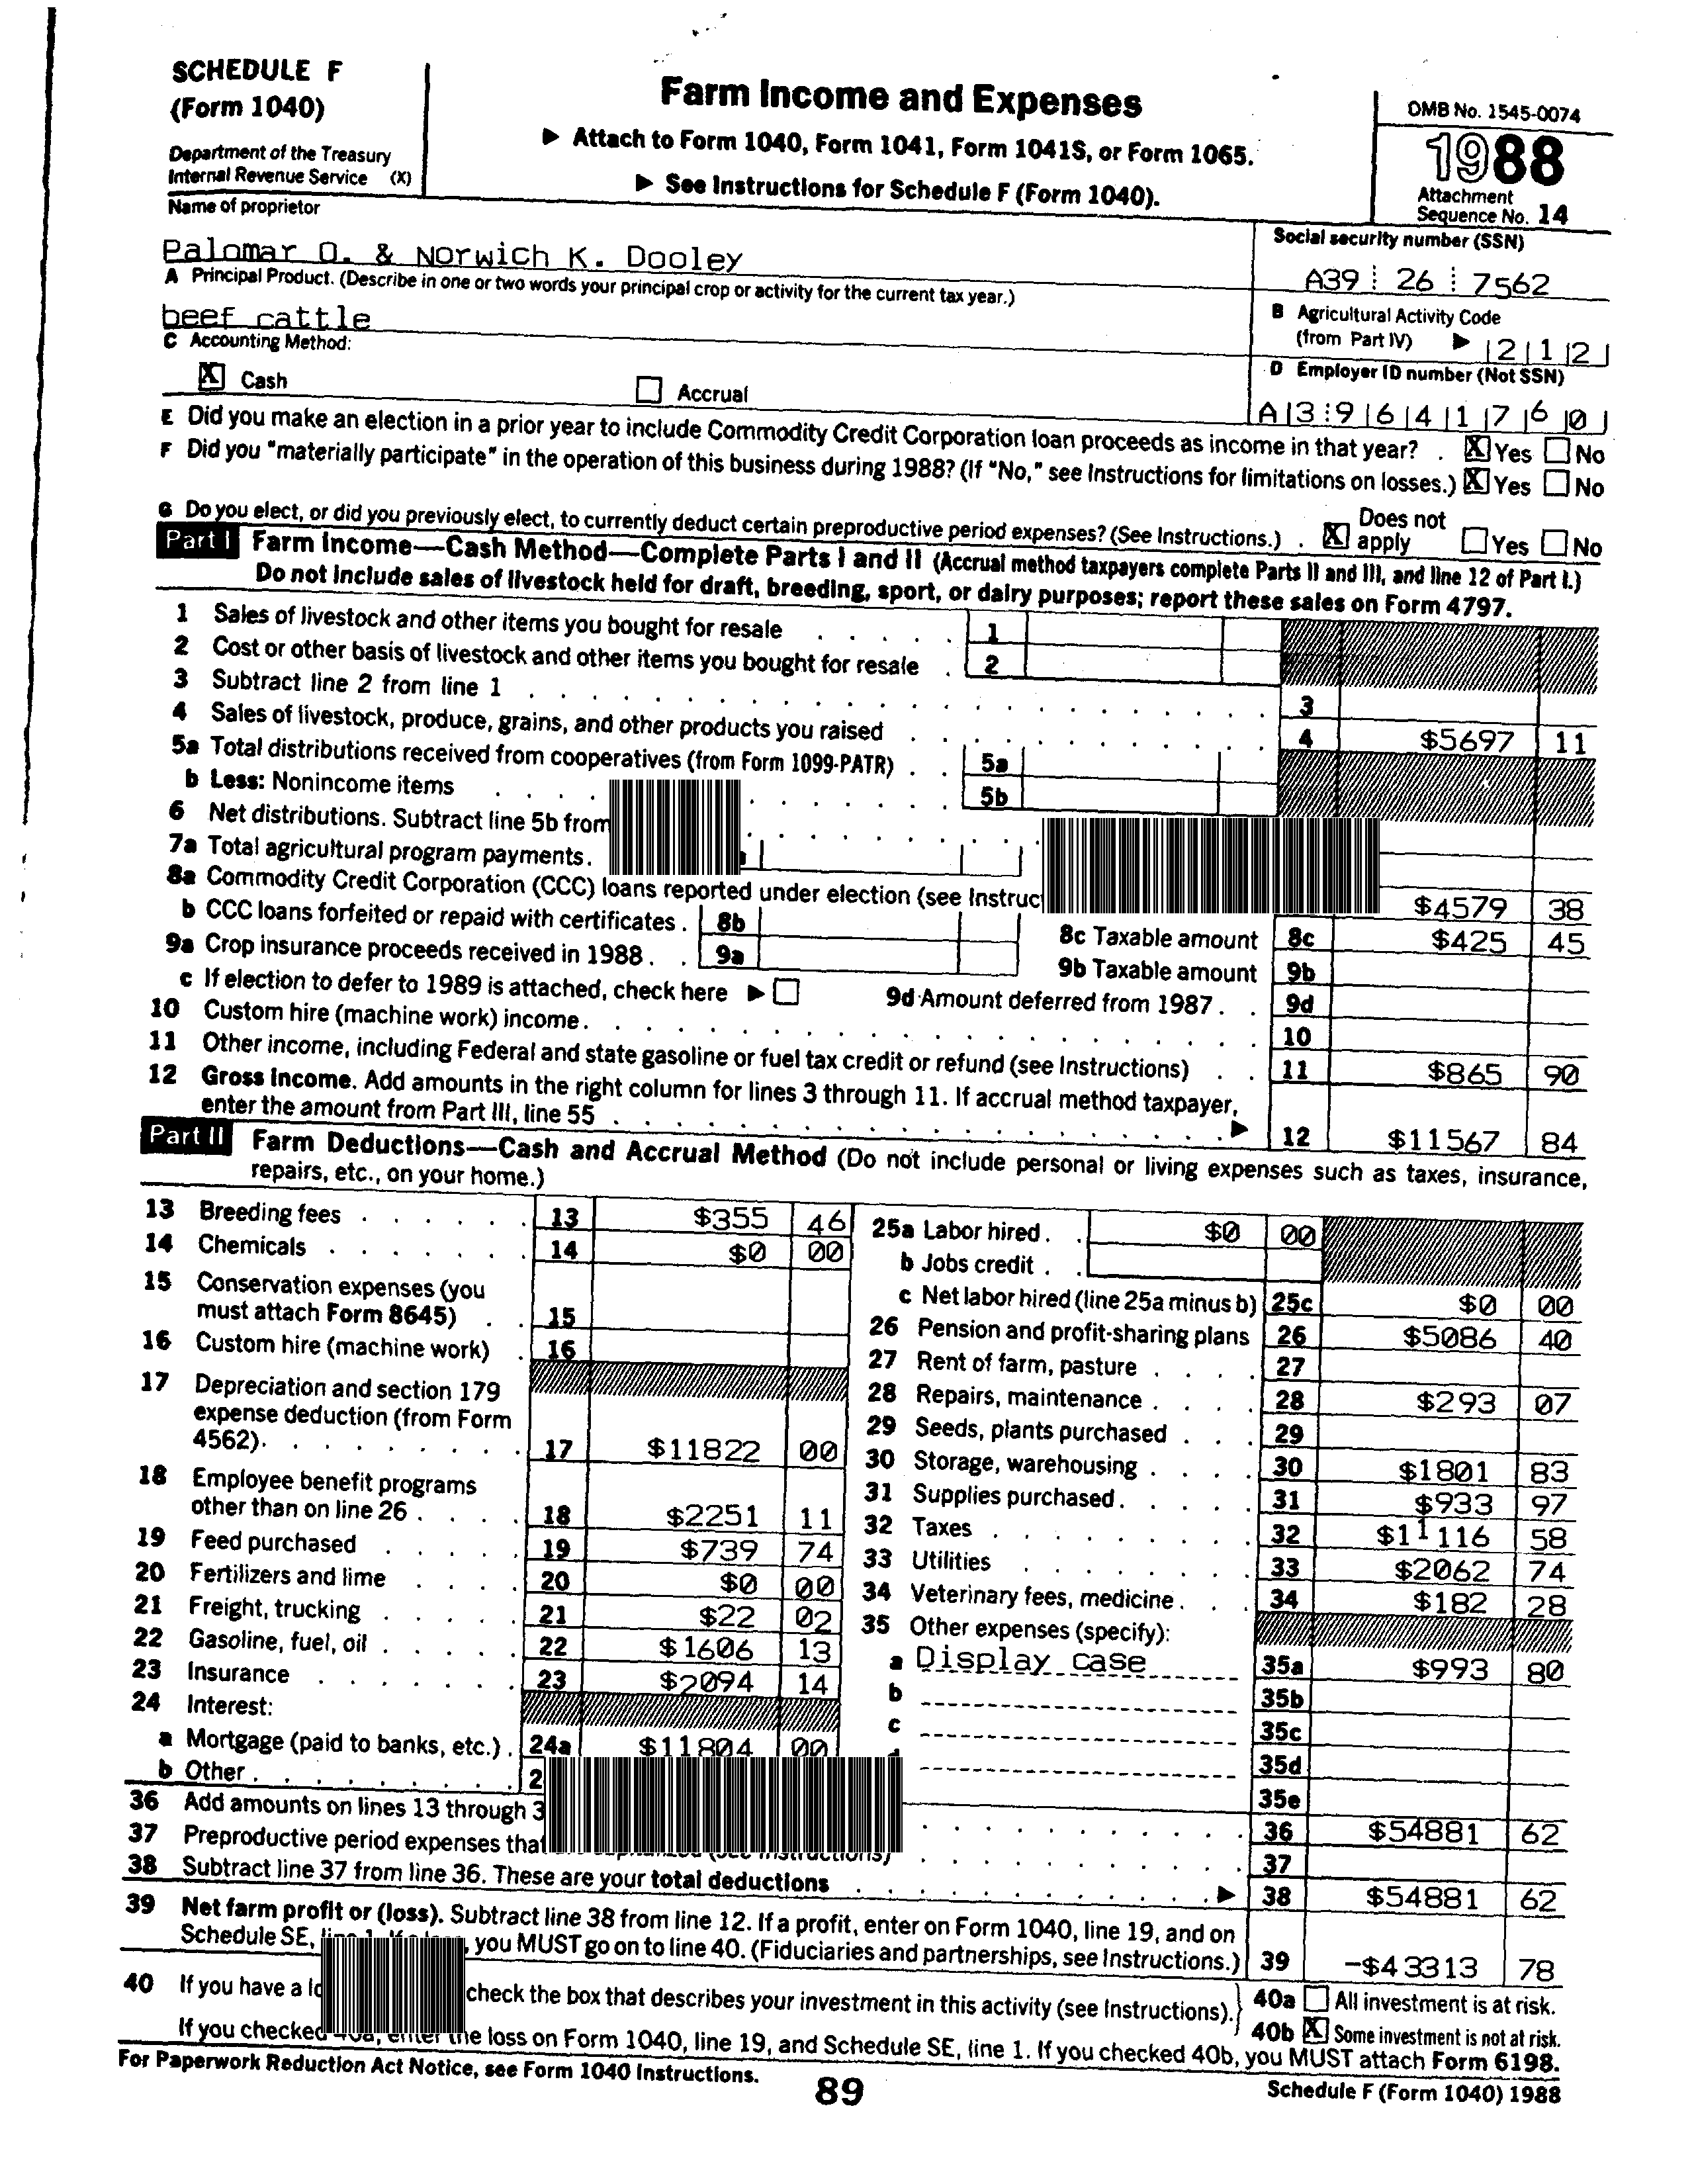 SCHEDULE F
(Form 1040)
Department of the Treasury
Internal Revenue Service (X)
Farm Income and Expenses
▶ Attach to Form 1040, Form 1041, Form 1041S, or Form 1065.
▶ See Instructions for Schedule F (Form 1040).
OMB No. 1545-0074
1988
Attachment
Sequence No. 14
Name of proprietor
Palomar O. & Norwich K. Dooley
Social security number (SSN)
A39 26 7562
A Principal Product. (Describe in one or two words your principal crop or activity for the current tax year.)
beef cattle
B Agricultural Activity Code
(from Part IV) ▶ 2 1 2
C Accounting Method:
X Cash Accrual
D Employer ID number (Not SSN)
A 3 9 6 4 1 7 6 0
E Did you make an election in a prior year to include Commodity Credit Corporation loan proceeds as income in that year? . X Yes No
F Did you "materially participate" in the operation of this business during 1988? (If "No," see Instructions for limitations on losses.) X Yes No
G Do you elect, or did you previously elect, to currently deduct certain preproductive period expenses? (See Instructions.) . X Does not apply Yes No
Part I Farm Income—Cash Method—Complete Parts I and II (Accrual method taxpayers complete Parts II and III, and line 12 of Part I.)
Do not include sales of livestock held for draft, breeding, sport, or dairy purposes; report these sales on Form 4797.
1 Sales of livestock and other items you bought for resale . . . . . 1
2 Cost or other basis of livestock and other items you bought for resale . 2
3 Subtract line 2 from line 1 . . . . . 3
4 Sales of livestock, produce, grains, and other products you raised . . . . . 4 $5697 11
5a Total distributions received from cooperatives (from Form 1099-PATR) . . 5a
b Less: Nonincome items . . . . . 5b
6 Net distributions. Subtract line 5b from
7a Total agricultural program payments.
8a Commodity Credit Corporation (CCC) loans reported under election (see Instruc $4579 38
b CCC loans forfeited or repaid with certificates . 8b 8c Taxable amount 8c $425 45
9a Crop insurance proceeds received in 1988 . . 9a 9b Taxable amount 9b
c If election to defer to 1989 is attached, check here ▶ 9d Amount deferred from 1987 . . 9d
10 Custom hire (machine work) income . . . . . 10
11 Other income, including Federal and state gasoline or fuel tax credit or refund (see Instructions) . . 11 $865 90
12 Gross Income. Add amounts in the right column for lines 3 through 11. If accrual method taxpayer,
enter the amount from Part III, line 55 . . . . . ▶ 12 $11567 84
Part II Farm Deductions—Cash and Accrual Method (Do not include personal or living expenses such as taxes, insurance,
repairs, etc., on your home.)
13 Breeding fees . . . . . 13 $355 46
14 Chemicals . . . . . 14 $0 00
15 Conservation expenses (you
must attach Form 8645) . . 15
16 Custom hire (machine work) . 16
17 Depreciation and section 179
expense deduction (from Form
4562) . . . . . 17 $11822 00
18 Employee benefit programs
other than on line 26 . . . . 18 $2251 11
19 Feed purchased . . . . . 19 $739 74
20 Fertilizers and lime . . . . 20 $0 00
21 Freight, trucking . . . . . 21 $22 02
22 Gasoline, fuel, oil . . . . . 22 $1606 13
23 Insurance . . . . . 23 $2094 14
24 Interest:
a Mortgage (paid to banks, etc.) . 24a $11804 00
b Other . . . . . 2
25a Labor hired . . $0 00
b Jobs credit . .
c Net labor hired (line 25a minus b) 25c $0 00
26 Pension and profit-sharing plans 26 $5086 40
27 Rent of farm, pasture . . . . 27
28 Repairs, maintenance . . . . 28 $293 07
29 Seeds, plants purchased . . . 29
30 Storage, warehousing . . . . 30 $1801 83
31 Supplies purchased . . . . . 31 $933 97
32 Taxes . . . . . 32 $11116 58
33 Utilities . . . . . 33 $2062 74
34 Veterinary fees, medicine . . . 34 $182 28
35 Other expenses (specify):
a Display case 35a $993 80
b 35b
c 35c
35d
35e
36 Add amounts on lines 13 through 3 . . . . . 36 $54881 62
37 Preproductive period expenses that (see Instructions) . . . . . 37
38 Subtract line 37 from line 36. These are your total deductions . . . . . ▶ 38 $54881 62
39 Net farm profit or (loss). Subtract line 38 from line 12. If a profit, enter on Form 1040, line 19, and on
Schedule SE, , you MUST go on to line 40. (Fiduciaries and partnerships, see Instructions.) 39 -$43313 78
40 If you have a lo check the box that describes your investment in this activity (see Instructions). 40a All investment is at risk.
40b X Some investment is not at risk.
If you checked 40a, enter the loss on Form 1040, line 19, and Schedule SE, line 1. If you checked 40b, you MUST attach Form 6198.
For Paperwork Reduction Act Notice, see Form 1040 Instructions.
89
Schedule F (Form 1040) 1988